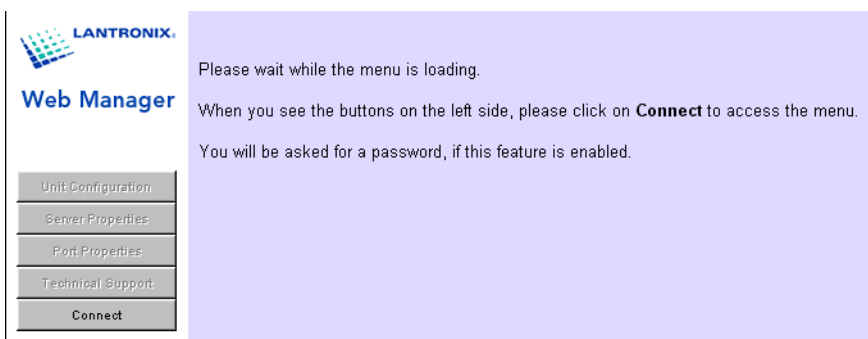 LANTRONIX.
Web Manager
Unit Configuration
Server Properties
Port Properties
Technical Support
Connect
Please wait while the menu is loading.
When you see the buttons on the left side, please click on Connect to access the menu.
You will be asked for a password, if this feature is enabled.